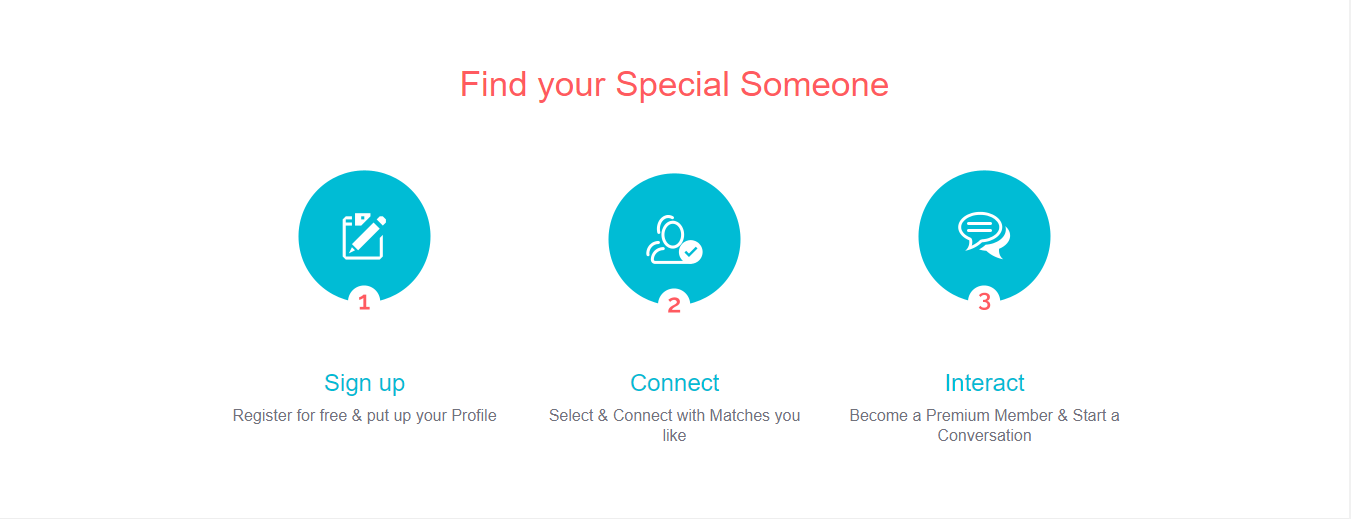 Find your Special Someone
1
2
3
Sign up
Connect
Interact
Register for free & put up your Profile
Select & Connect with Matches you
like
Become a Premium Member & Start a
Conversation